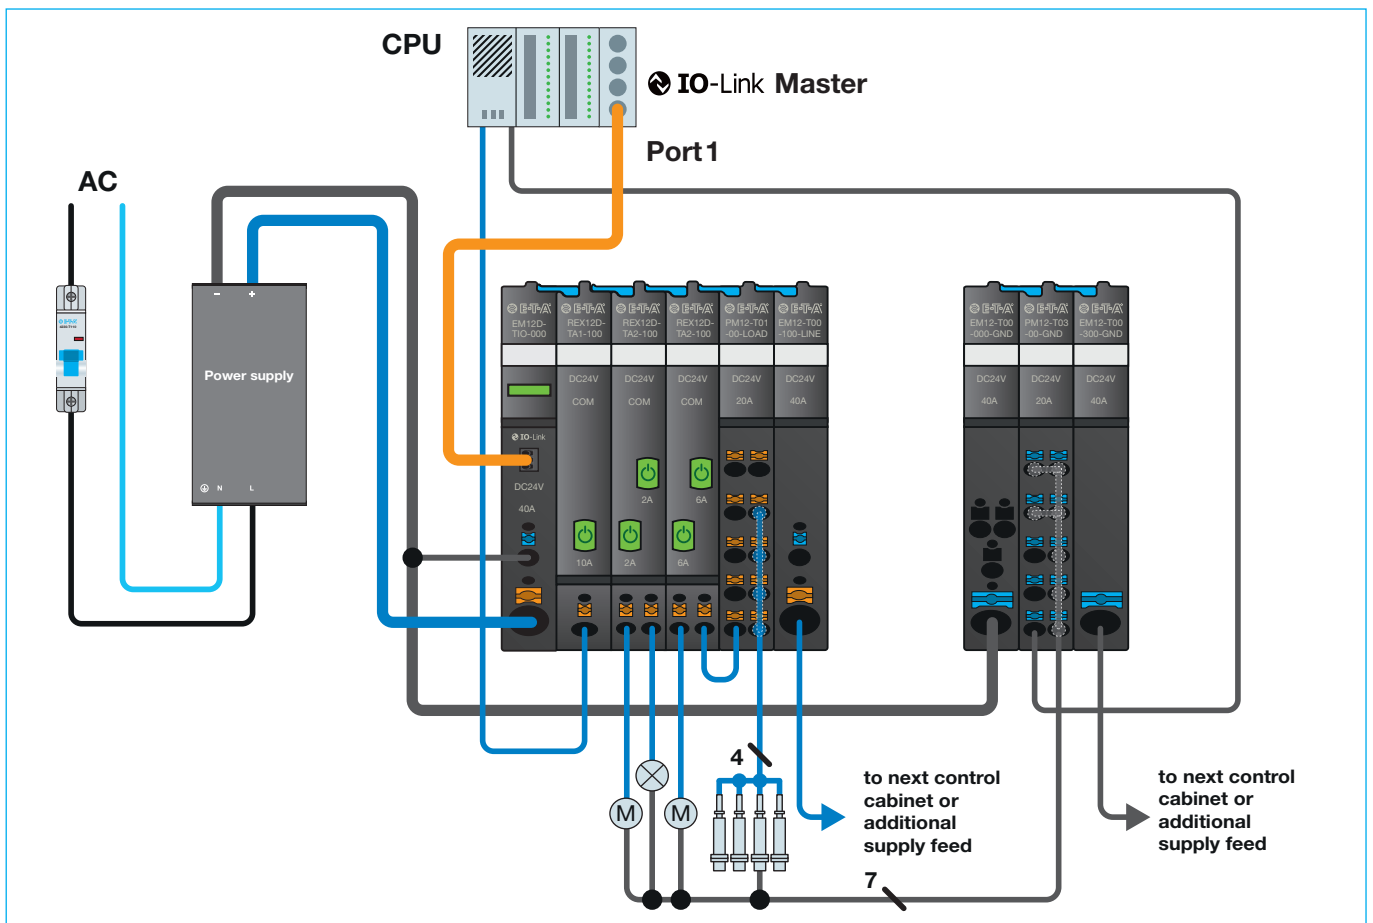 CPU
IO-Link Master
Port 1
AC
E-T-A
Power supply
- +
N L
E-T-A
EM12D-
TIO-000
IO-Link
DC24V
40A
E-T-A
REX12D-
TA1-100
DC24V
COM
10A
E-T-A
REX12D-
TA2-100
DC24V
COM
2A
2A
E-T-A
REX12D-
TA2-100
DC24V
COM
6A
6A
E-T-A
PM12-T01
-00-LOAD
DC24V
20A
E-T-A
EM12-T00
-100-LINE
DC24V
40A
E-T-A
EM12-T00
-000-GND
DC24V
40A
E-T-A
PM12-T03
-00-GND
DC24V
20A
E-T-A
EM12-T00
-300-GND
DC24V
40A
M
M
4
7
to next control
cabinet or
additional
supply feed
to next control
cabinet or
additional
supply feed